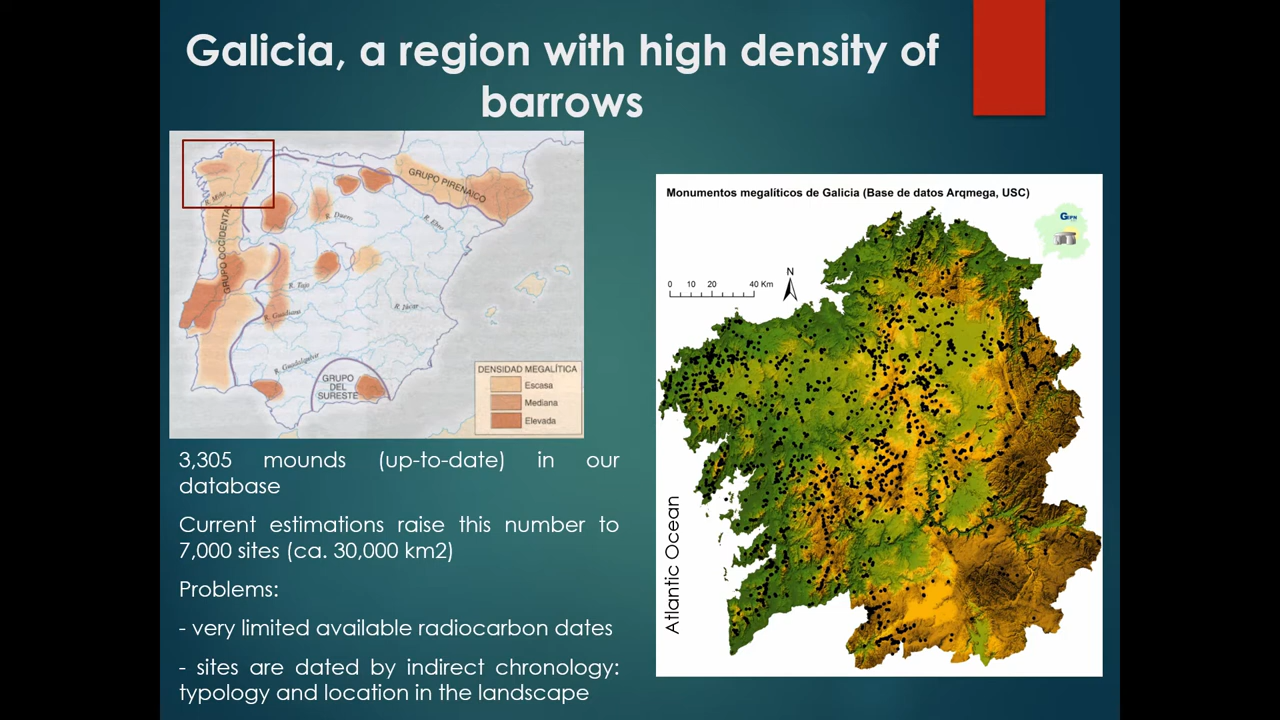 Galicia, a region with high density of
barrows
GRUPO PIRENAICO
R. Miño
GRUPO OCCIDENTAL
R. Duero
R. Ebro
R. Tajo
R. Guadiana
R. Júcar
R. Guadalquivir
GRUPO
DEL
SURESTE
DENSIDAD MEGALÍTICA
Escasa
Mediana
Elevada
3,305 mounds (up-to-date) in our
database
Current estimations raise this number to
7,000 sites (ca. 30,000 km2)
Problems:
- very limited available radiocarbon dates
- sites are dated by indirect chronology:
typology and location in the landscape
Monumentos megalíticos de Galicia (Base de datos Arqmega, USC)
GEPN
N
0 10 20 40 Km
Atlantic Ocean